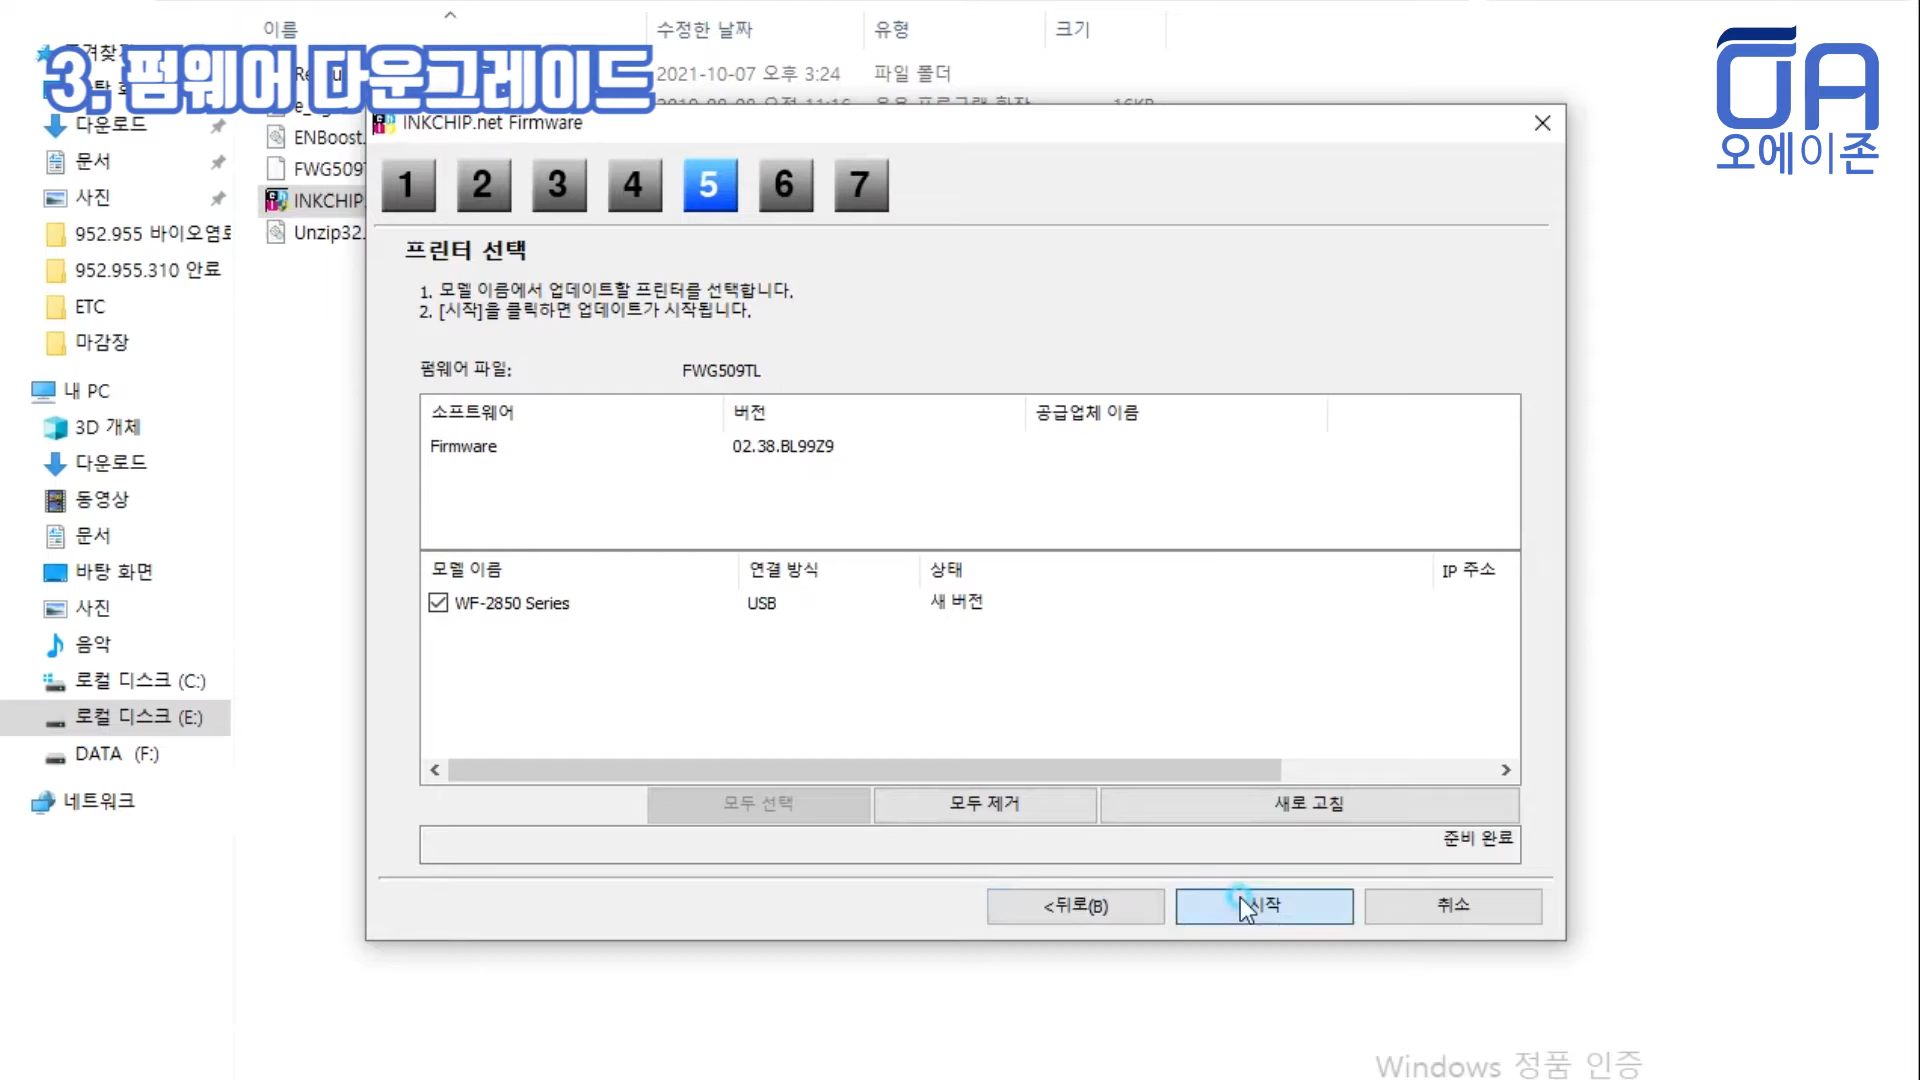 이름
수정한 날짜
유형
크기
3. 펌웨어 다운그레이드
2021-10-07 오후 3:24
파일 폴더
다운로드
ENBoost.
문서
FWG509T
사진
INKCHIP.
952.955 바이오염료
Unzip32.
952.955.310 안료
ETC
마감장
내 PC
3D 개체
다운로드
동영상
문서
바탕 화면
사진
음악
로컬 디스크 (C:)
로컬 디스크 (E:)
DATA (F:)
네트워크
INKCHIP.net Firmware
1 2 3 4 5 6 7
프린터 선택
1. 모델 이름에서 업데이트할 프린터를 선택합니다.
2. [시작]을 클릭하면 업데이트가 시작됩니다.
펌웨어 파일: FWG509TL
소프트웨어 버전 공급업체 이름
Firmware 02.38.BL99Z9
모델 이름 연결 방식 상태 IP 주소
WF-2850 Series USB 새 버전
모두 선택 모두 제거 새로 고침
준비 완료
<뒤로(B) 시작 취소
OA
오에이존
Windows 정품 인증